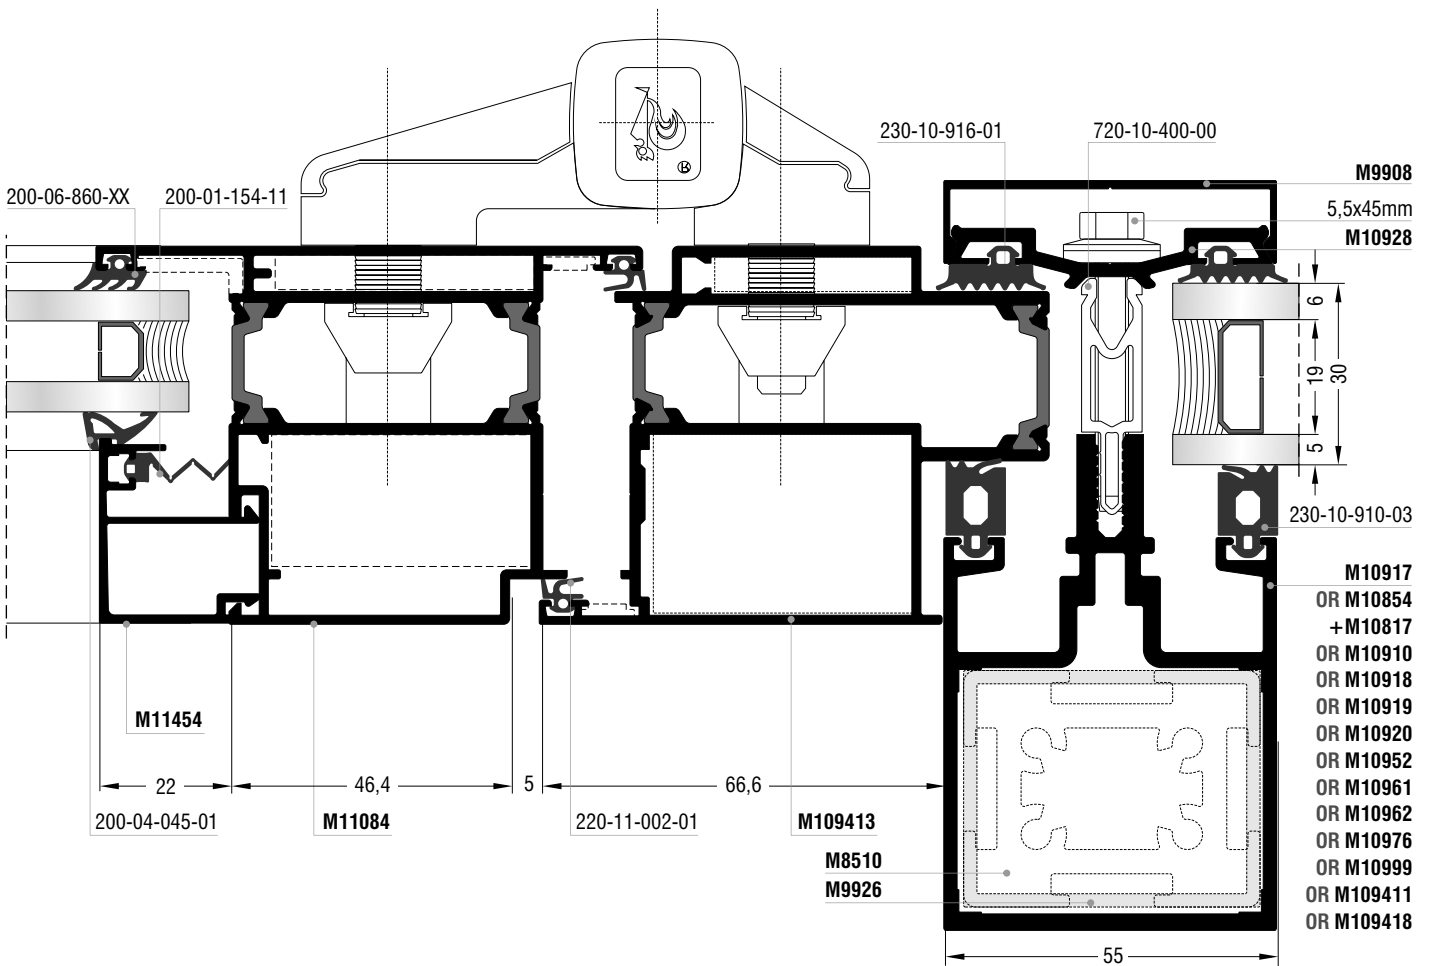 230-10-916-01
720-10-400-00
M9908
200-06-860-XX
200-01-154-11
5,5x45mm
M10928
6
19
30
5
230-10-910-03
M10917
OR M10854
+M10817
OR M10910
OR M10918
OR M10919
OR M10920
OR M10952
OR M10961
OR M10962
OR M10976
OR M10999
OR M109411
OR M109418
M11454
22
46,4
5
66,6
200-04-045-01
M11084
220-11-002-01
M109413
M8510
M9926
55